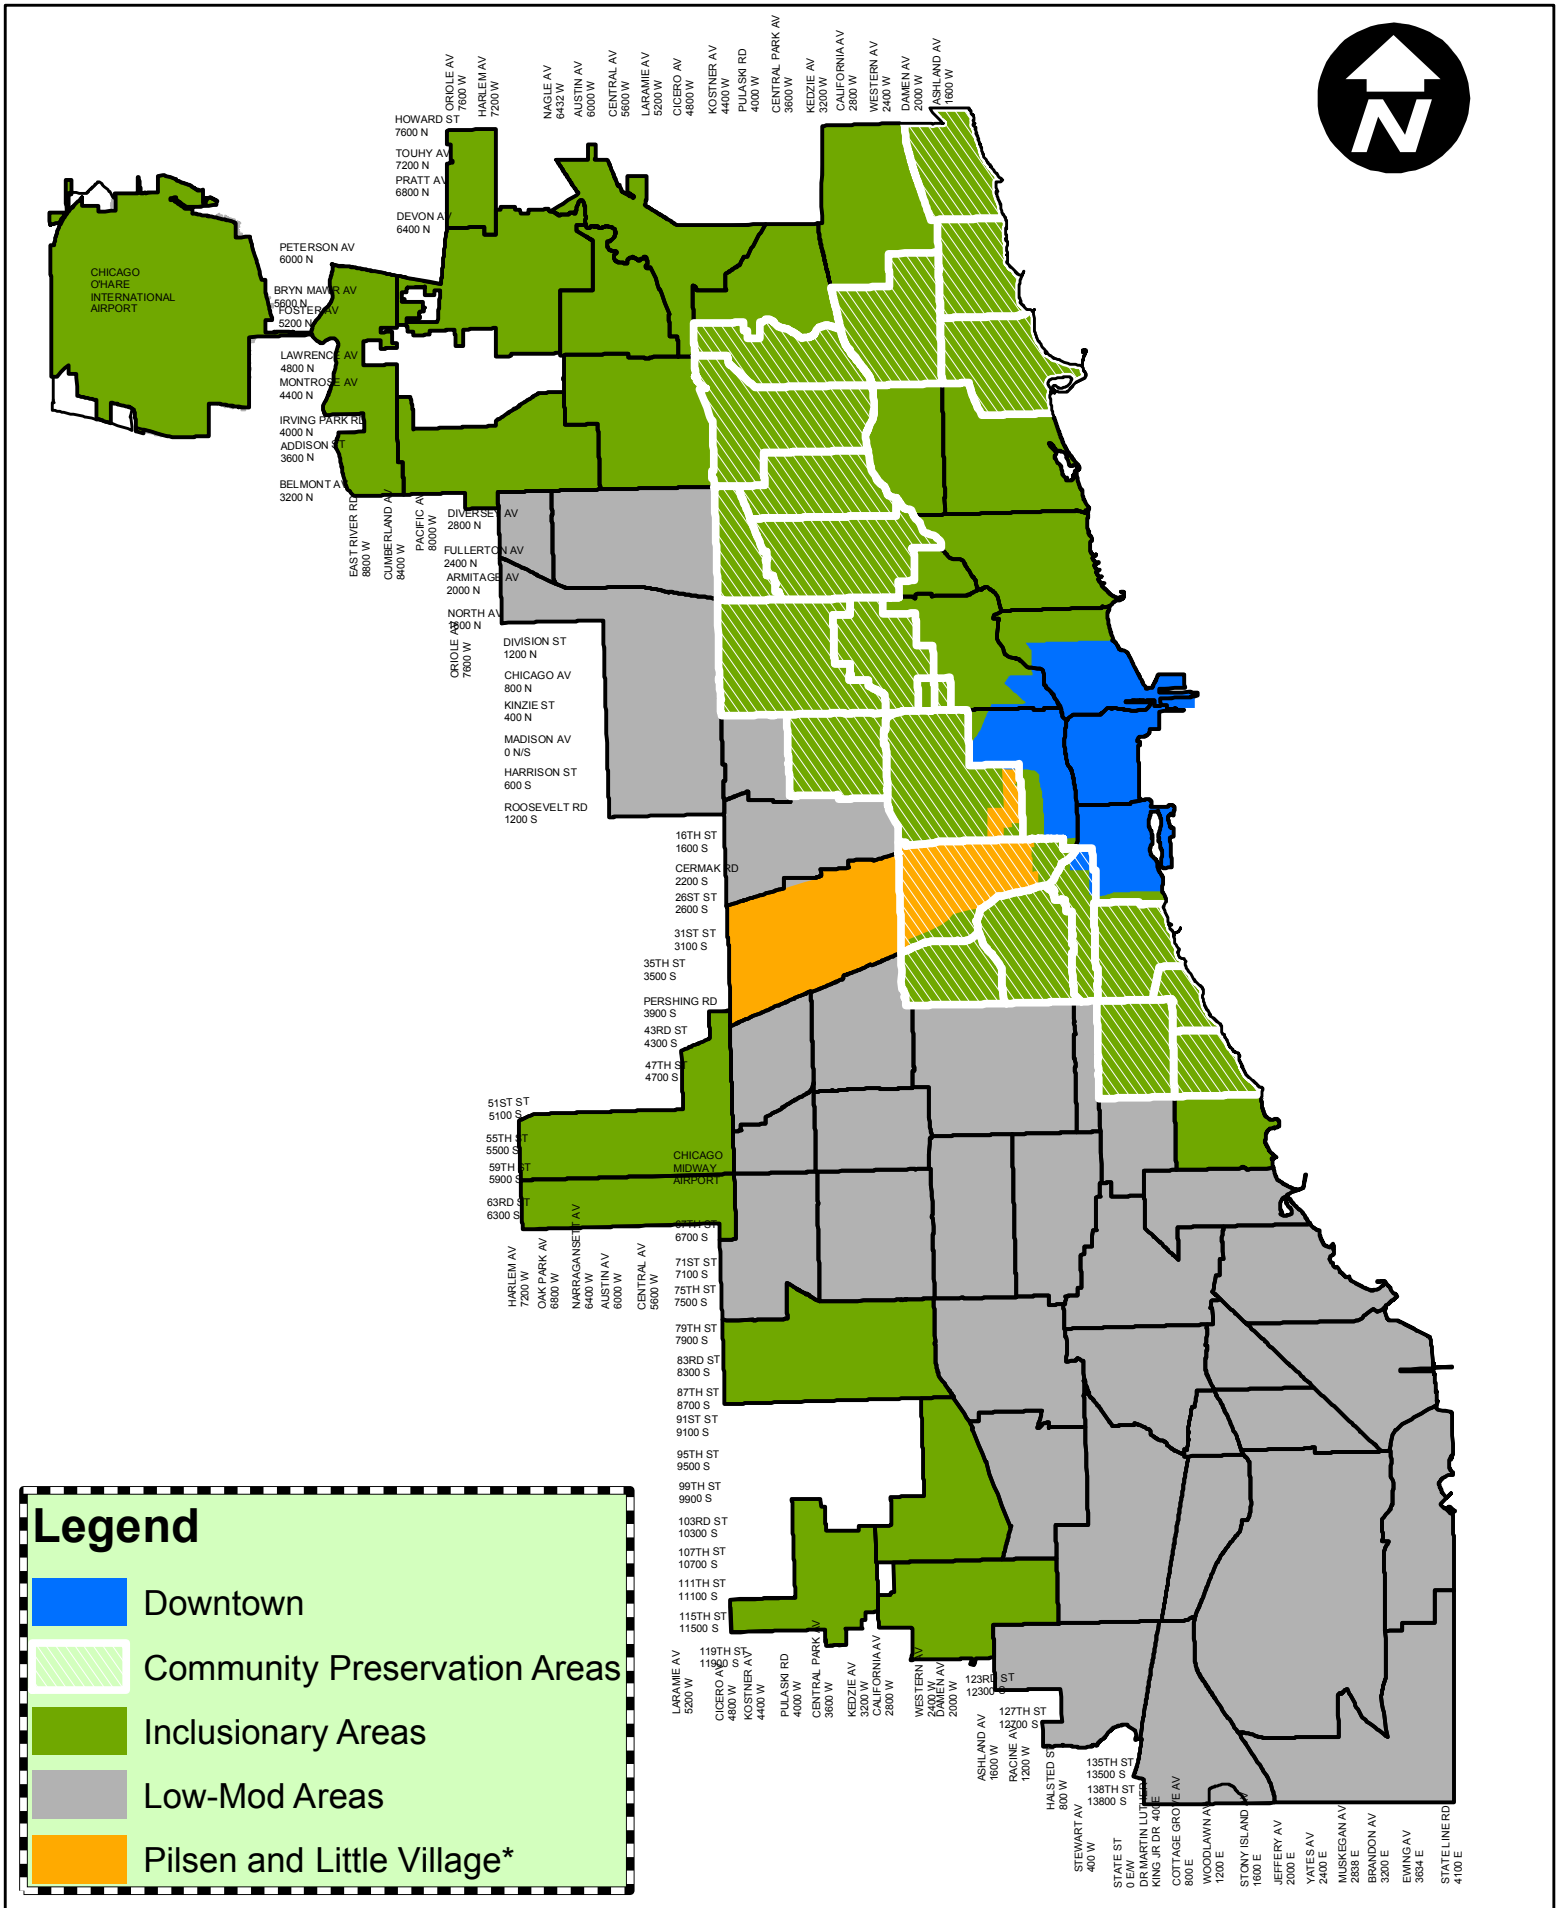 ORIOLE AV
7600 W
HARLEM AV
7200 W
NAGLE AV
6432 W
AUSTIN AV
6000 W
CENTRAL AV
5600 W
LARAMIE AV
5200 W
CICERO AV
4800 W
KOSTNER AV
4400 W
PULASKI RD
4000 W
CENTRAL PARK AV
3600 W
KEDZIE AV
3200 W
CALIFORNIA AV
2800 W
WESTERN AV
2400 W
DAMEN AV
2000 W
ASHLAND AV
1600 W
N
HOWARD ST
7600 N
TOUHY AV
7200 N
PRATT AV
6800 N
DEVON AV
6400 N
PETERSON AV
6000 N
CHICAGO
O'HARE
INTERNATIONAL
AIRPORT
BRYN MAWR AV
5600 N
FOSTER AV
5200 N
LAWRENCE AV
4800 N
MONTROSE AV
4400 N
IRVING PARK RD
4000 N
ADDISON ST
3600 N
BELMONT AV
3200 N
EAST RIVER RD
8800 W
CUMBERLAND AV
8400 W
PACIFIC AV
8000 W
DIVERSEY AV
2800 N
FULLERTON AV
2400 N
ARMITAGE AV
2000 N
NORTH AV
1600 N
ORIOLE AV
7600 W
DIVISION ST
1200 N
CHICAGO AV
800 N
KINZIE ST
400 N
MADISON AV
0 N/S
HARRISON ST
600 S
ROOSEVELT RD
1200 S
16TH ST
1600 S
CERMAK RD
2200 S
26ST ST
2600 S
31ST ST
3100 S
35TH ST
3500 S
PERSHING RD
3900 S
43RD ST
4300 S
47TH ST
4700 S
51ST ST
5100 S
55TH ST
5500 S
59TH ST
5900 S
63RD ST
6300 S
CHICAGO
MIDWAY
AIRPORT
HARLEM AV
7200 W
OAK PARK AV
6800 W
NARRAGANSETT AV
6400 W
AUSTIN AV
6000 W
CENTRAL AV
5600 W
67TH ST
6700 S
71ST ST
7100 S
75TH ST
7500 S
79TH ST
7900 S
83RD ST
8300 S
87TH ST
8700 S
91ST ST
9100 S
95TH ST
9500 S
99TH ST
9900 S
103RD ST
10300 S
107TH ST
10700 S
111TH ST
11100 S
115TH ST
11500 S
119TH ST
11900 S
LARAMIE AV
5200 W
CICERO AV
4800 W
KOSTNER AV
4400 W
PULASKI RD
4000 W
CENTRAL PARK AV
3600 W
KEDZIE AV
3200 W
CALIFORNIA AV
2800 W
WESTERN AV
2400 W
DAMEN AV
2000 W
123RD ST
12300 S
127TH ST
12700 S
ASHLAND AV
1600 W
RACINE AV
1200 W
HALSTED ST
800 W
135TH ST
13500 S
138TH ST
13800 S
STEWART AV
400 W
STATE ST
0 E/W
DR MARTIN LUTHER
KING JR DR 400E
COTTAGE GROVE AV
800 E
WOODLAWN AV
1200 E
STONY ISLAND AV
1600 E
JEFFERY AV
2000 E
YATES AV
2400 E
MUSKEGAN AV
2838 E
BRANDON AV
3200 E
EWING AV
3634 E
STATE LINE RD
4100 E
Legend
Downtown
Community Preservation Areas
Inclusionary Areas
Low-Mod Areas
Pilsen and Little Village*